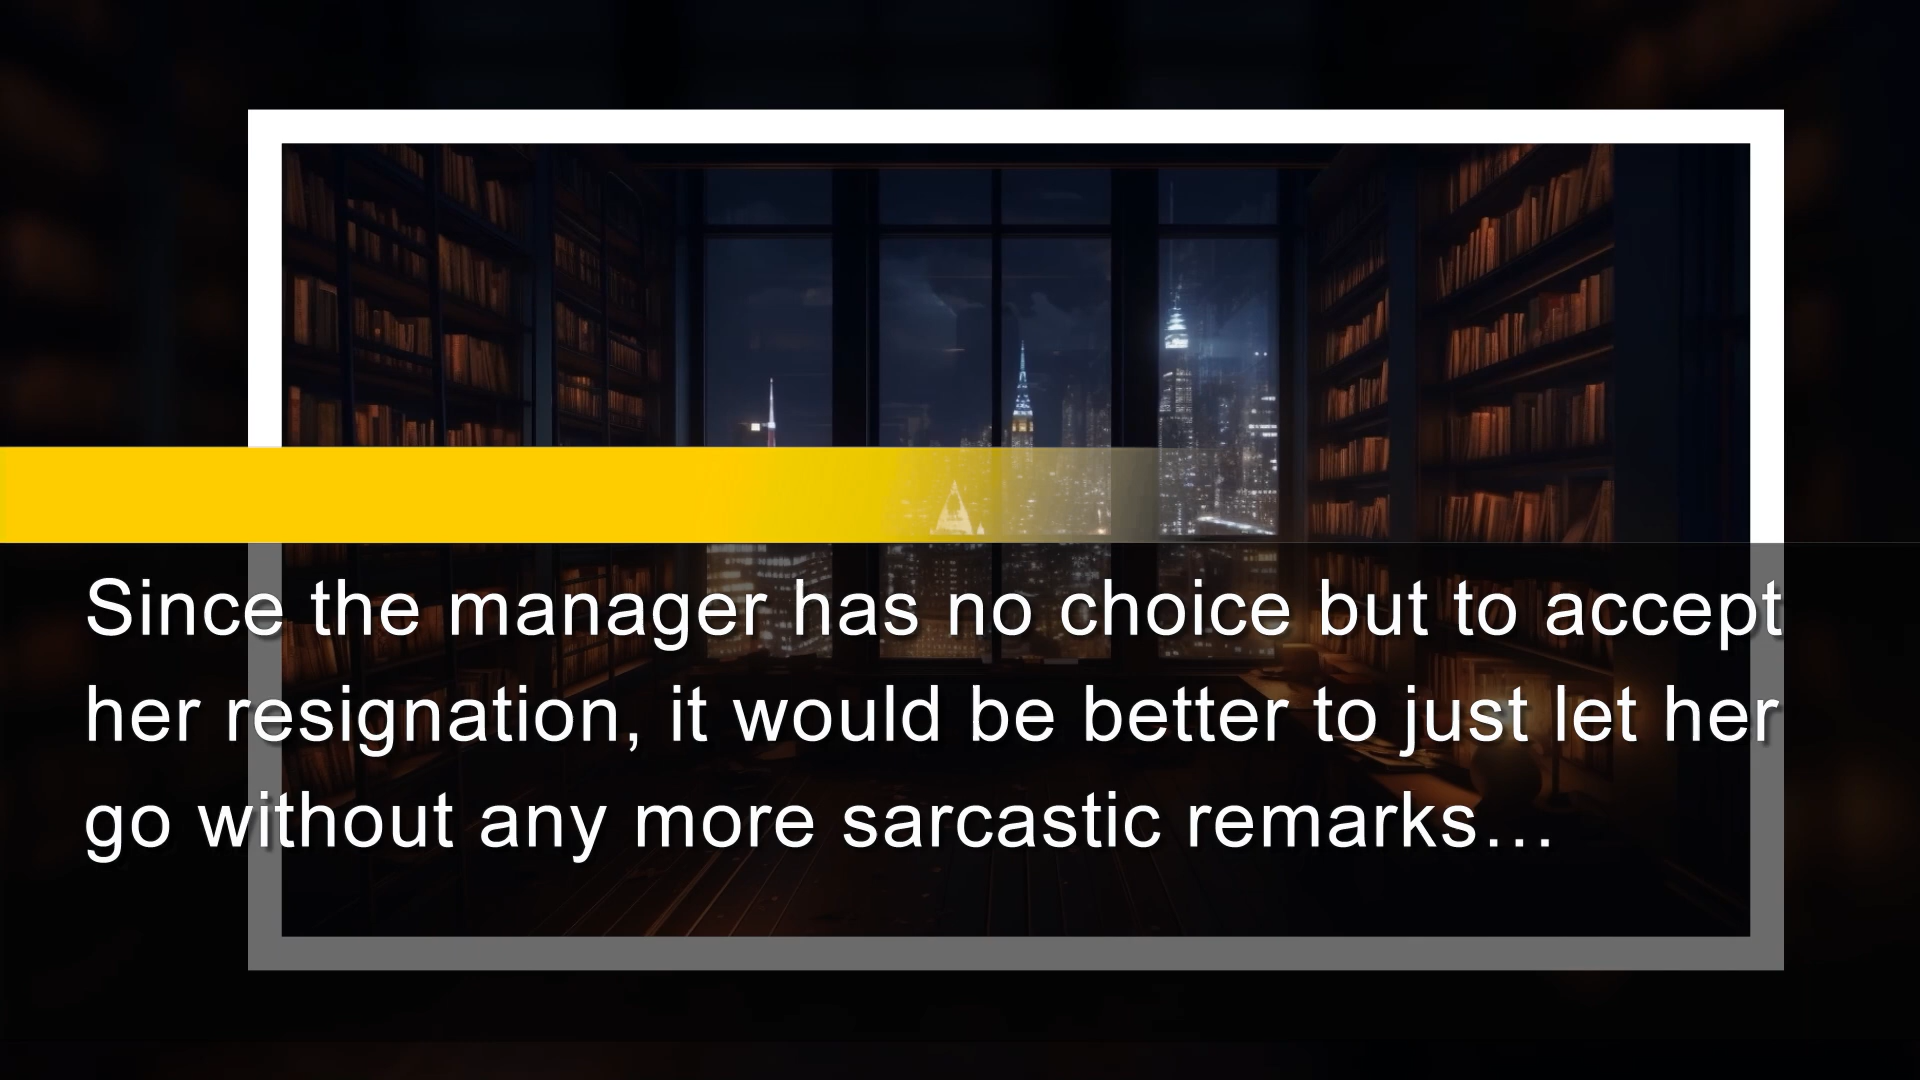 Since the manager has no choice but to accept
her resignation, it would be better to just let her
go without any more sarcastic remarks…